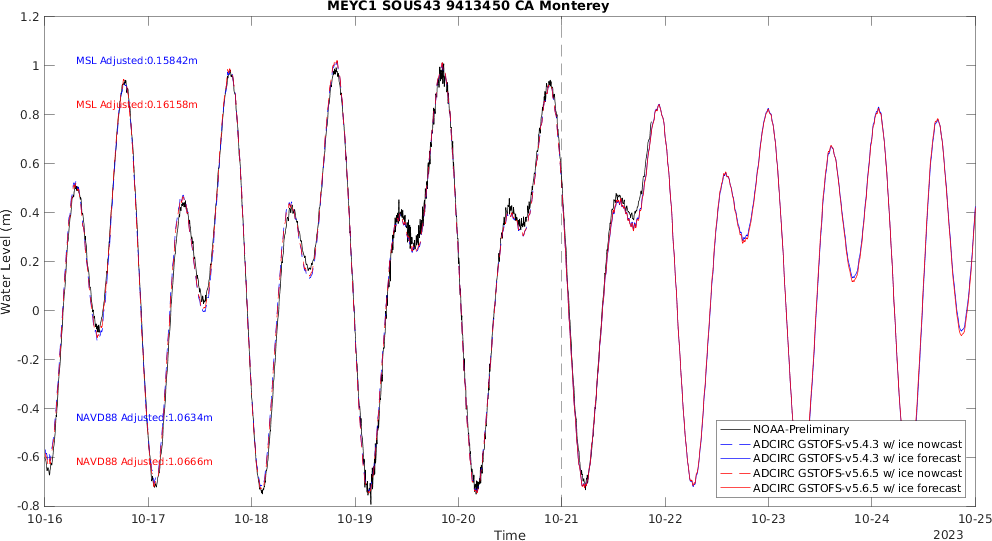 MEYC1 SOUS43 9413450 CA Monterey
1.2
1
0.8
0.6
0.4
0.2
0
-0.2
-0.4
-0.6
-0.8
Water Level (m)
MSL Adjusted:0.15842m
MSL Adjusted:0.16158m
NAVD88 Adjusted:1.0634m
NAVD88 Adjusted:1.0666m
NOAA-Preliminary
ADCIRC GSTOFS-v5.4.3 w/ ice nowcast
ADCIRC GSTOFS-v5.4.3 w/ ice forecast
ADCIRC GSTOFS-v5.6.5 w/ ice nowcast
ADCIRC GSTOFS-v5.6.5 w/ ice forecast
10-16 10-17 10-18 10-19 10-20 10-21 10-22 10-23 10-24 10-25
Time
2023